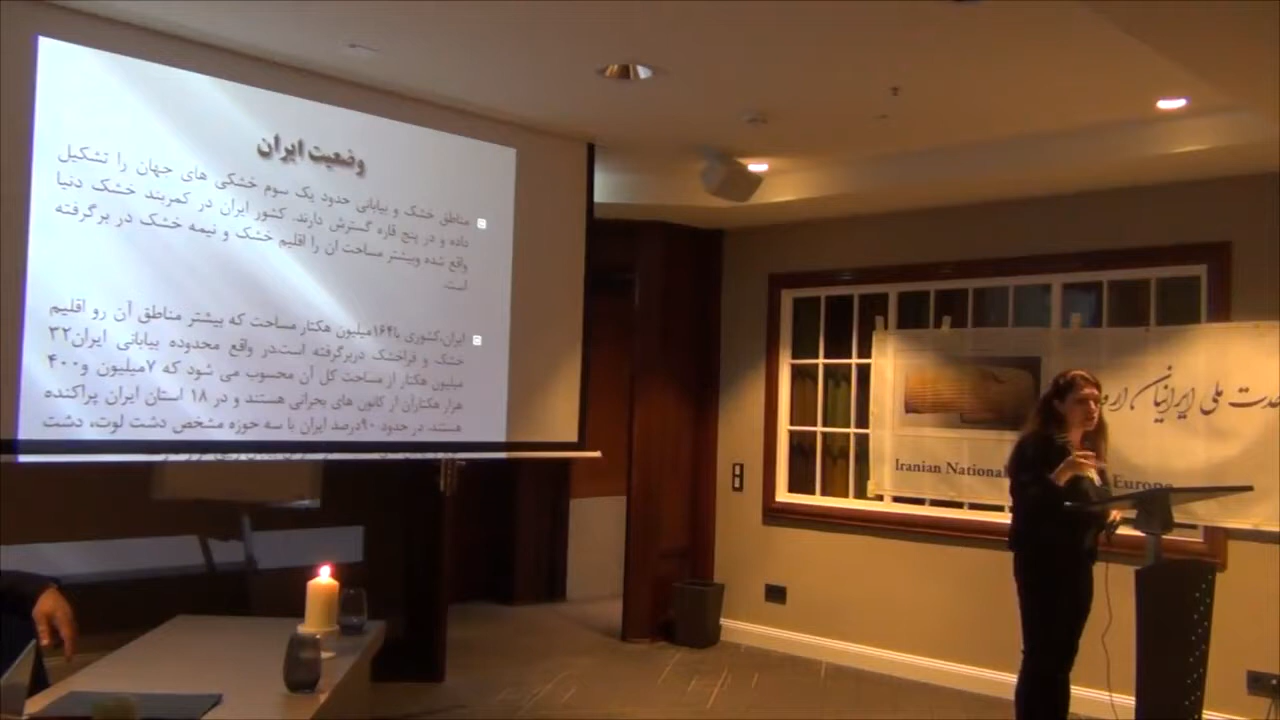 وضعیت ایران
مناطق خشک و بیابانی حدود یک سوم خشکی های جهان را تشکیل
داده و در پنج قاره گسترش دارند. کشور ایران در کمربند خشک دنیا
واقع شده وبیشتر مساحت ان را اقلیم خشک و نیمه خشک در برگرفته
است.
ایران،کشوری با۱۶۴میلیون هکتار مساحت که بیشتر مناطق آن رو اقلیم
خشک و فراخشک دربرگرفته است.در واقع محدوده بیابانی ایران۳۲
میلیون هکتار از مساحت کل آن محسوب می شود که ۷میلیون و۴۰۰
هزار هکتارآن از کانون های بحرانی هستند و در ۱۸ استان ایران پراکنده
هستند. در حدود ۹۰درصد ایران با سه حوزه مشخص دشت لوت، دشت
ملی ایرانیان
Iranian National
Europe